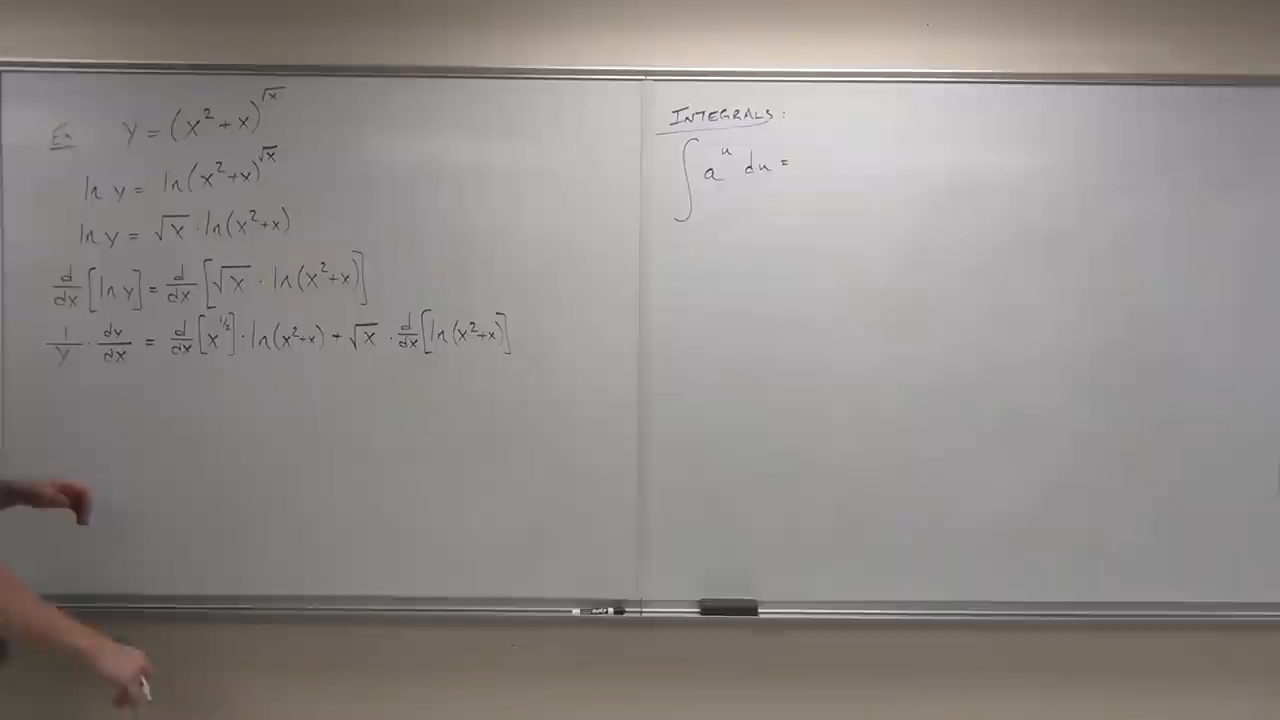 Ex y = (x² + x)^√x
ln y = ln(x²+x)^√x
ln y = √x · ln(x²+x)
d/dx [ln y] = d/dx [√x · ln(x²+x)]
1/y · dy/dx = d/dx [x^1/2] · ln(x²+x) + √x · d/dx [ln(x²+x)]
INTEGRALS:
∫ a^u du =